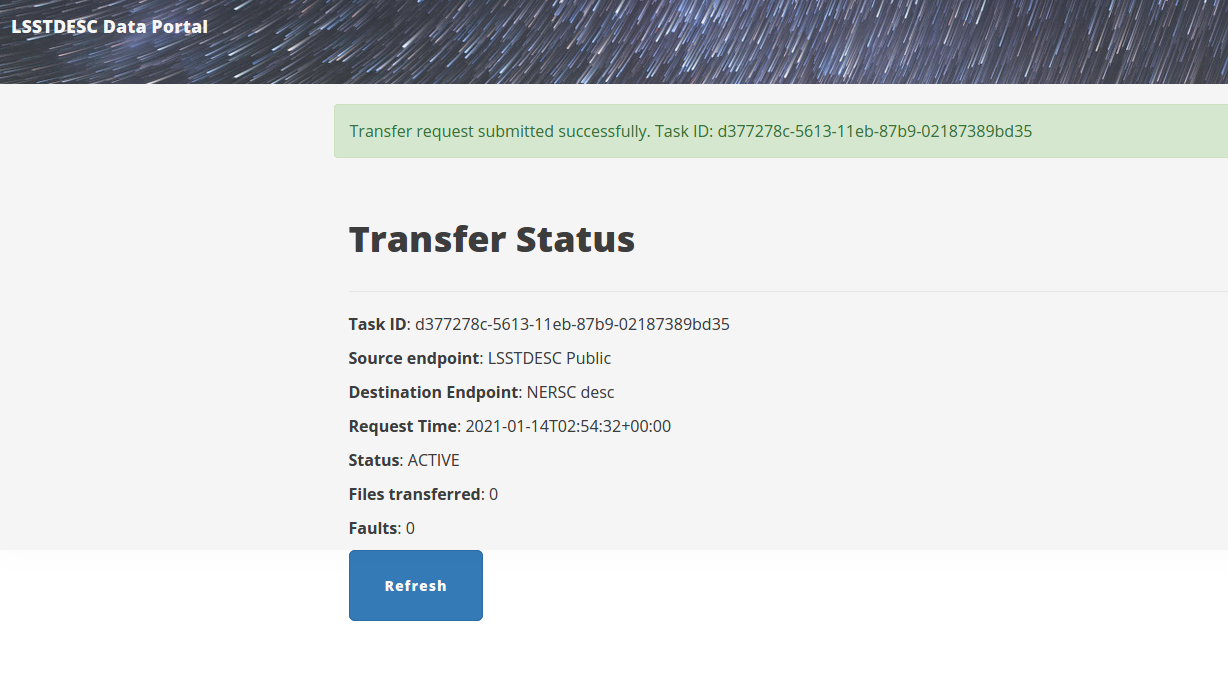 LSSTDESC Data Portal
Transfer request submitted successfully. Task ID: d377278c-5613-11eb-87b9-02187389bd35
Transfer Status
Task ID: d377278c-5613-11eb-87b9-02187389bd35
Source endpoint: LSSTDESC Public
Destination Endpoint: NERSC desc
Request Time: 2021-01-14T02:54:32+00:00
Status: ACTIVE
Files transferred: 0
Faults: 0
Refresh